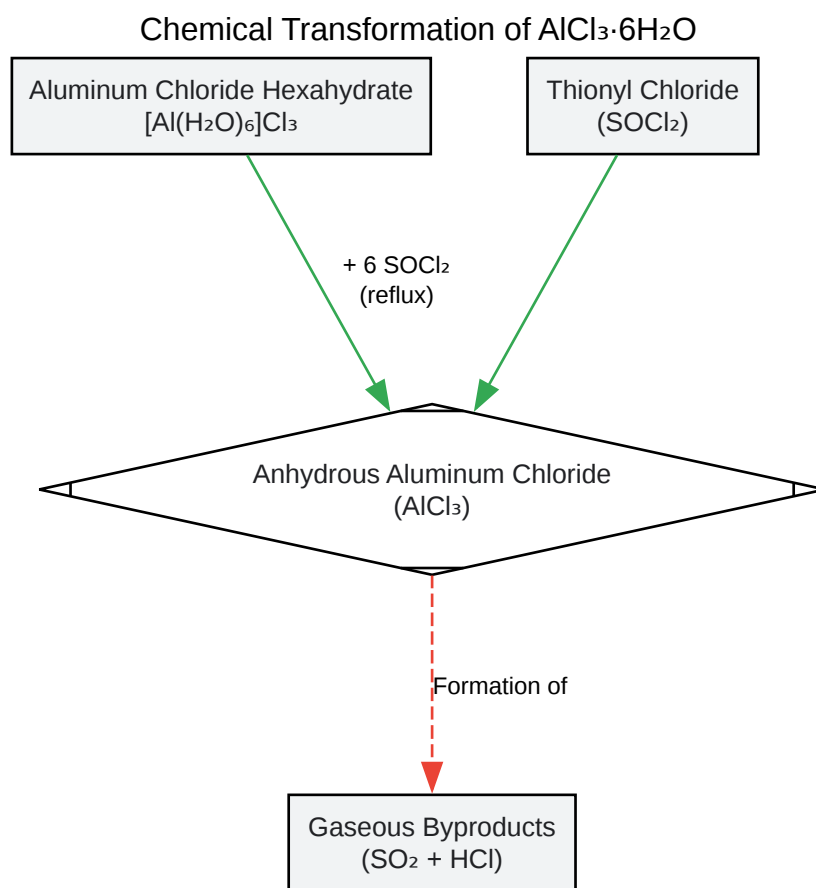 Chemical Transformation of AlCl₃·6H₂O
Aluminum Chloride Hexahydrate
[Al(H₂O)₆]Cl₃
Thionyl Chloride
(SOCl₂)
+ 6 SOCl₂
(reflux)
Anhydrous Aluminum Chloride
(AlCl₃)
Formation of
Gaseous Byproducts
(SO₂ + HCl)